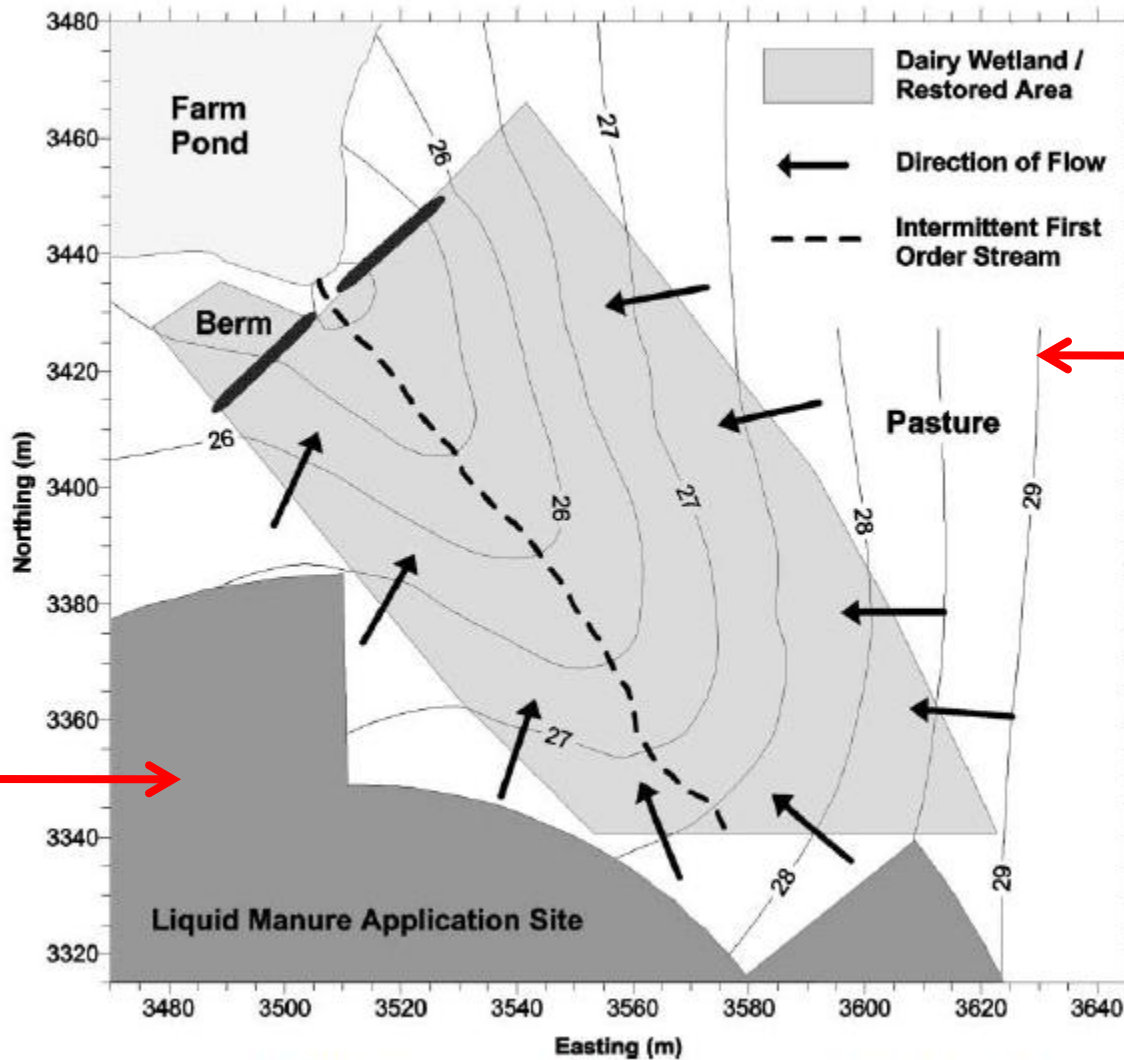 3480
3460
3440
3420
3400
3380
3360
3340
3320
Northing (m)
Farm
Pond
Berm
26
27
Dairy Wetland /
Restored Area
Direction of Flow
Intermittent First
Order Stream
Pasture
26
26
27
28
29
27
28
29
Liquid Manure Application Site
3480
3500
3520
3540
3560
3580
3600
3620
3640
Easting (m)